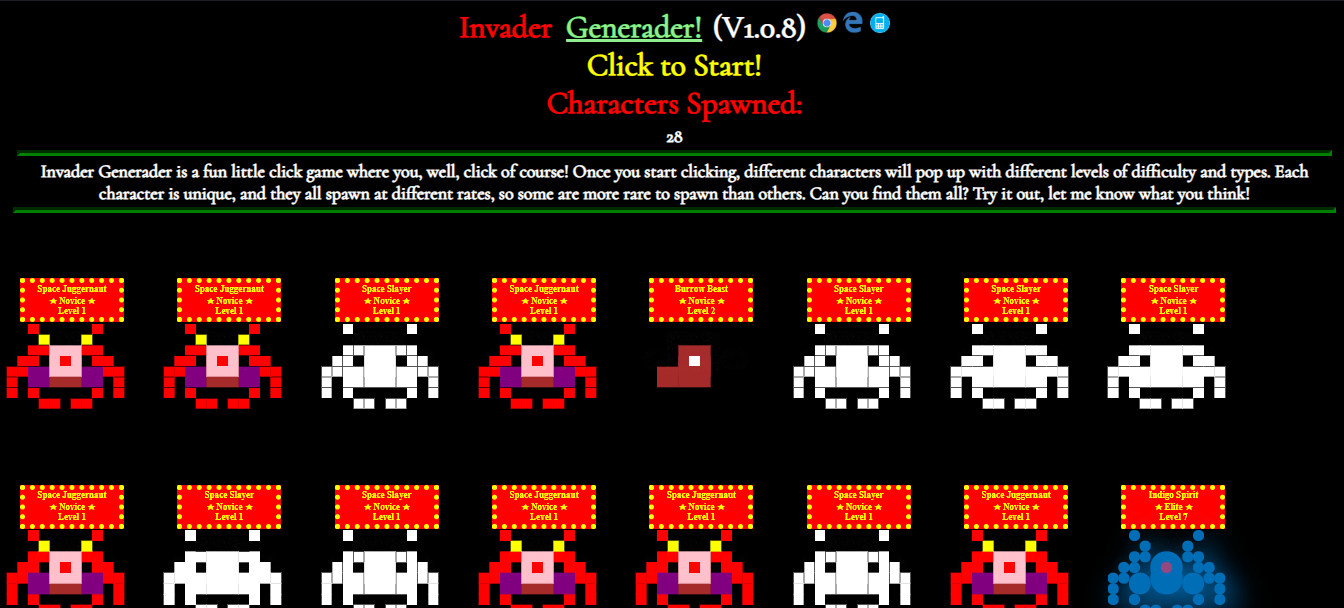 Invader Generader! (V1.0.8)
Click to Start!
Characters Spawned:
28
Invader Generader is a fun little click game where you, well, click of course! Once you start clicking, different characters will pop up with different levels of difficulty and types. Each
character is unique, and they all spawn at different rates, so some are more rare to spawn than others. Can you find them all? Try it out, let me know what you think!
Space Juggernaut
★ Novice ★
Level 1
Space Juggernaut
★ Novice ★
Level 1
Space Slayer
★ Novice ★
Level 1
Space Juggernaut
★ Novice ★
Level 1
Burrow Beast
★ Novice ★
Level 2
Space Slayer
★ Novice ★
Level 1
Space Slayer
★ Novice ★
Level 1
Space Slayer
★ Novice ★
Level 1
Space Juggernaut
★ Novice ★
Level 1
Space Slayer
★ Novice ★
Level 1
Space Slayer
★ Novice ★
Level 1
Space Juggernaut
★ Novice ★
Level 1
Space Juggernaut
★ Novice ★
Level 1
Space Slayer
★ Novice ★
Level 1
Space Juggernaut
★ Novice ★
Level 1
Indigo Spirit
★ Elite ★
Level 7